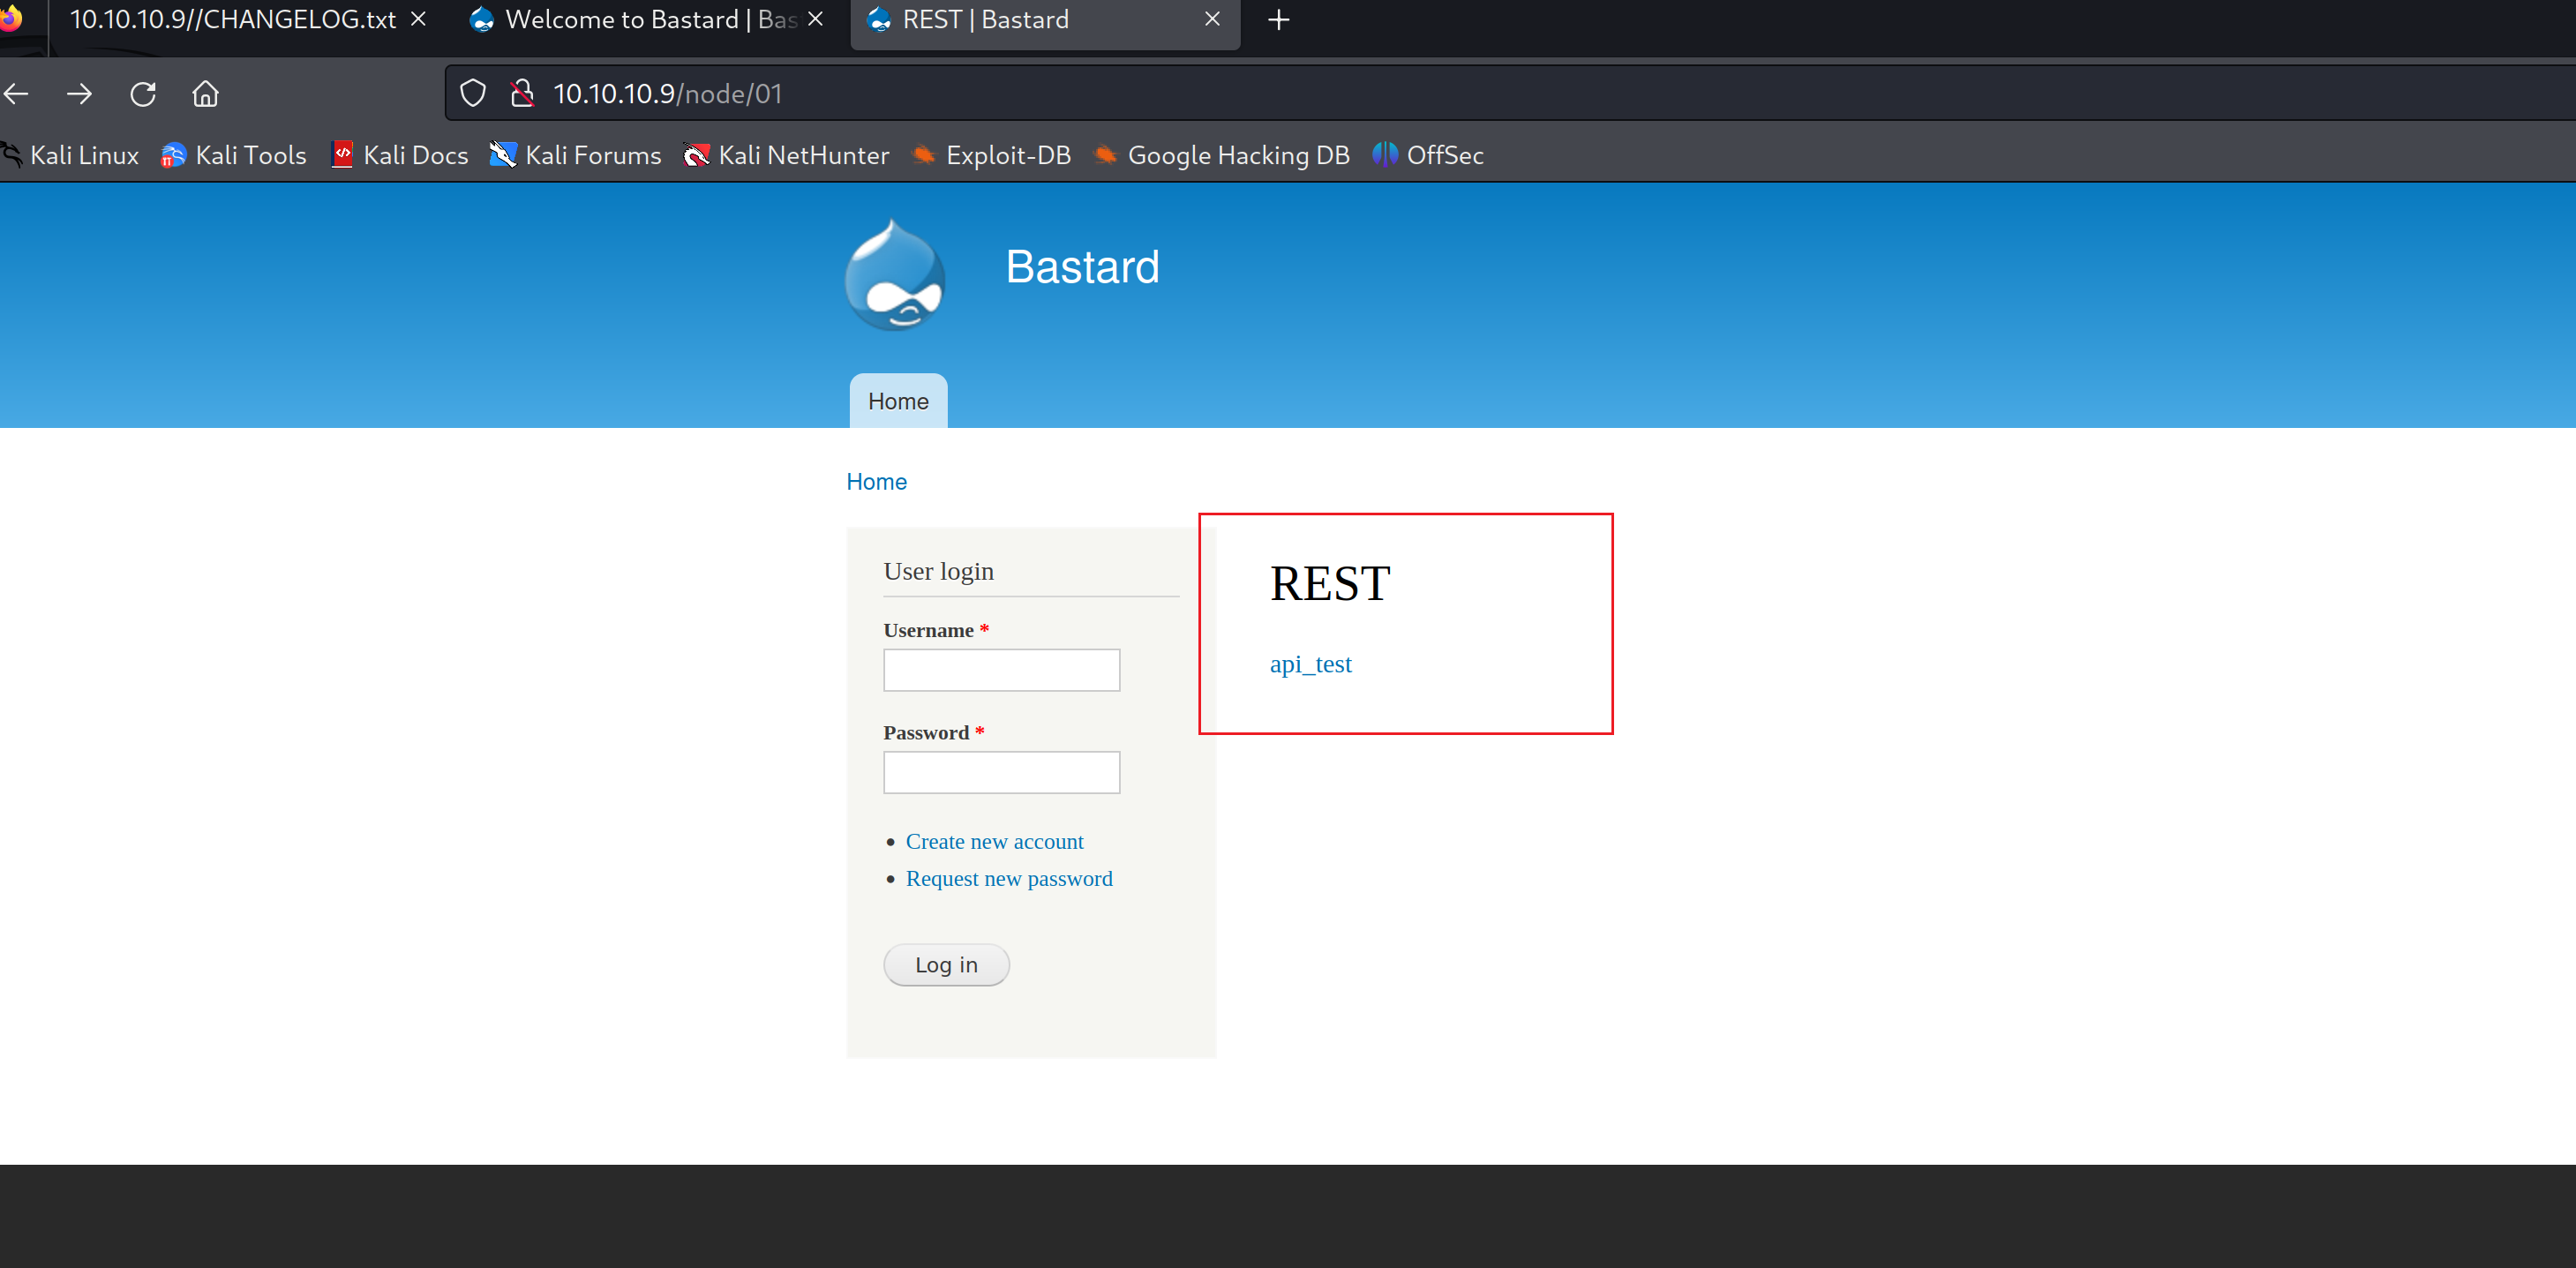 10.10.10.9//CHANGELOG.txt
Welcome to Bastard | Bas
REST | Bastard
10.10.10.9/node/01
Kali Linux Kali Tools Kali Docs Kali Forums Kali NetHunter Exploit-DB Google Hacking DB OffSec
Bastard
Home
Home
User login
Username *
Password *
Create new account
Request new password
Log in
REST
api_test